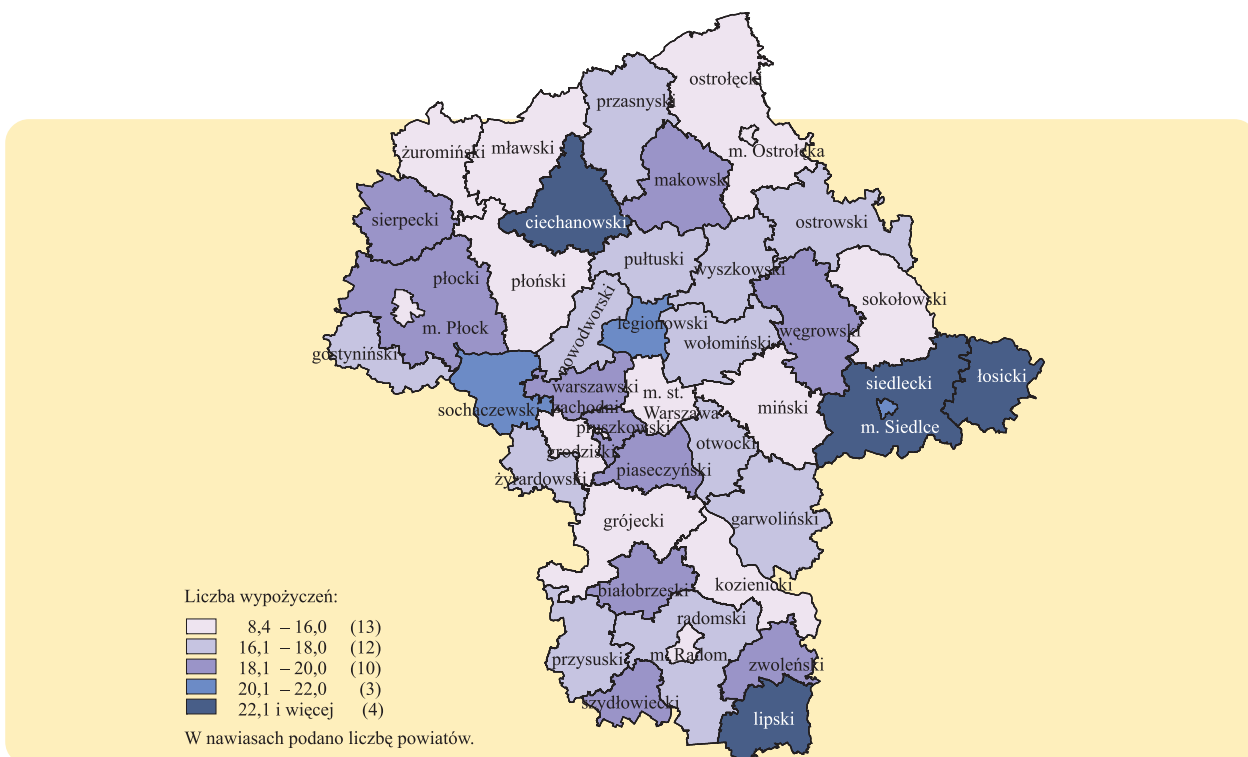 ostrołęcki
przasnyski
żuromiński
mławski
m. Ostrołęka
makowski
sierpecki
ciechanowski
ostrowski
płocki
płoński
pułtuski
wyszkowski
sokołowski
nowodworski
legionowski
m. Płock
węgrowski
wołomiński
gostyniński
siedlecki
łosicki
warszawski
zachodni
m. st.
Warszawa
miński
sochaczewski
pruszkowski
m. Siedlce
grodziski
otwocki
piaseczyński
żyrardowski
grójecki
garwoliński
kozienicki
białobrzeski
radomski
m. Radom
przysuski
zwoleński
szydłowiecki
lipski
Liczba wypożyczeń:
8,4 – 16,0 (13)
16,1 – 18,0 (12)
18,1 – 20,0 (10)
20,1 – 22,0 (3)
22,1 i więcej (4)
W nawiasach podano liczbę powiatów.